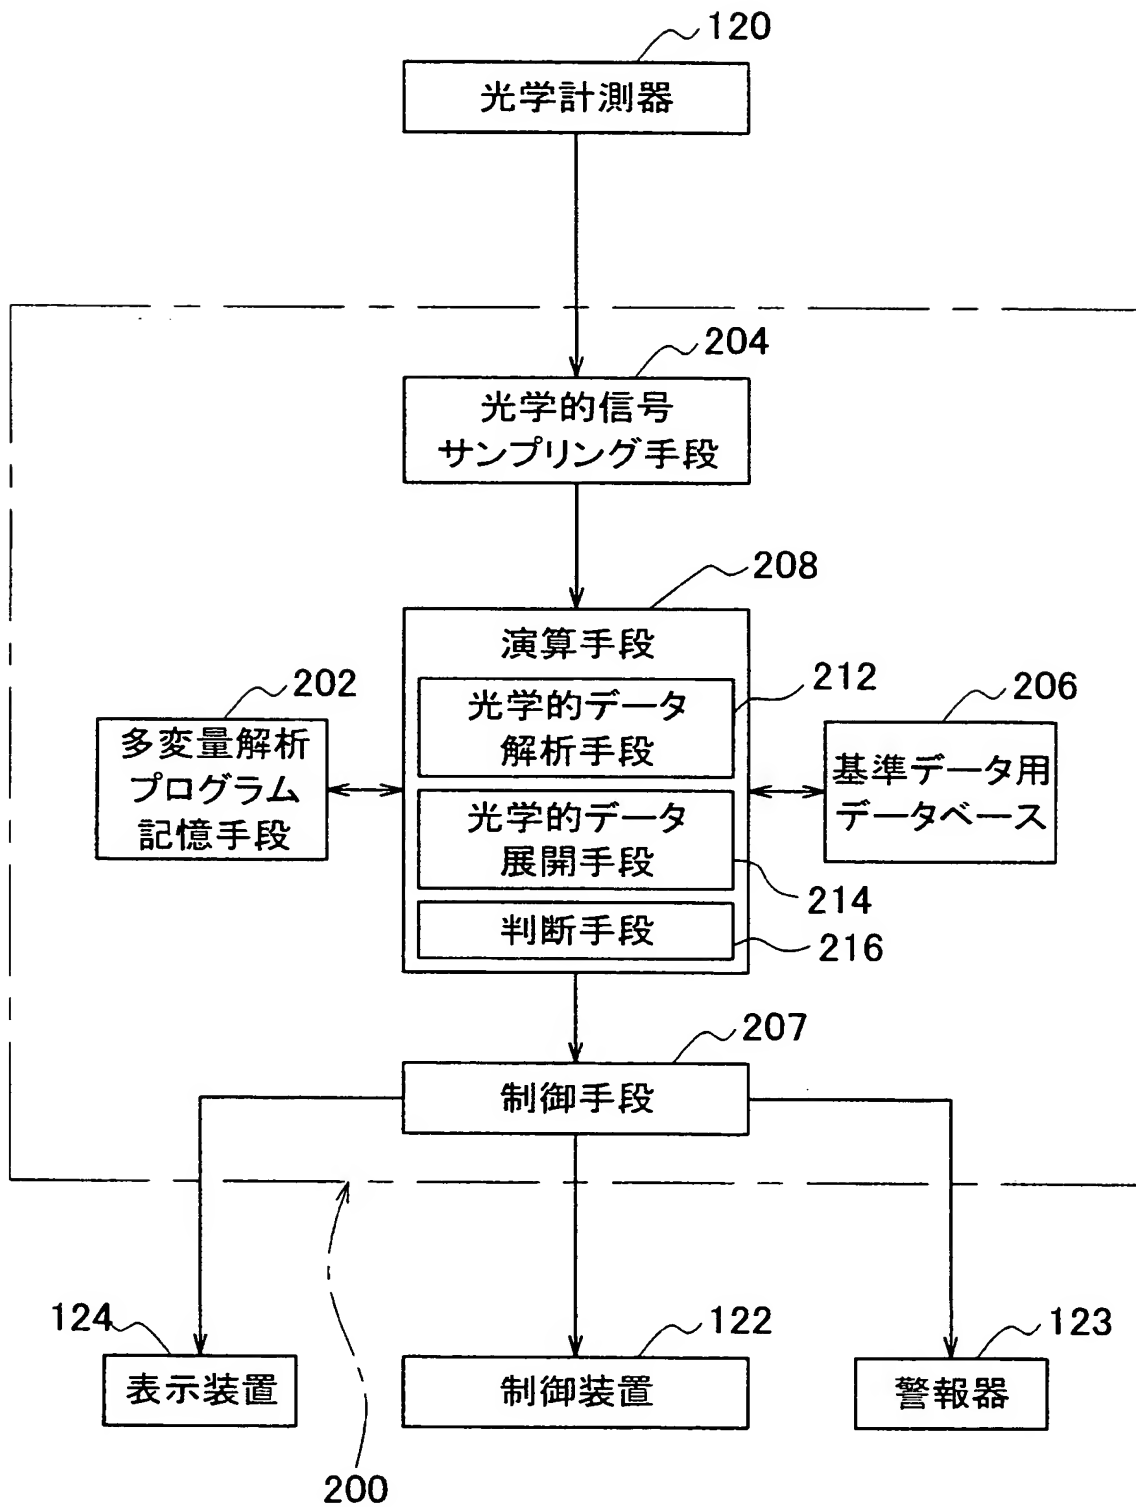 120
光学計測器
204
光学的信号
サンプリング手段
208
演算手段
202
212
206
多変量解析
プログラム
記憶手段
光学的データ
解析手段
基準データ用
データベース
光学的データ
展開手段
214
判断手段
216
207
制御手段
124
122
123
表示装置
制御装置
警報器
200